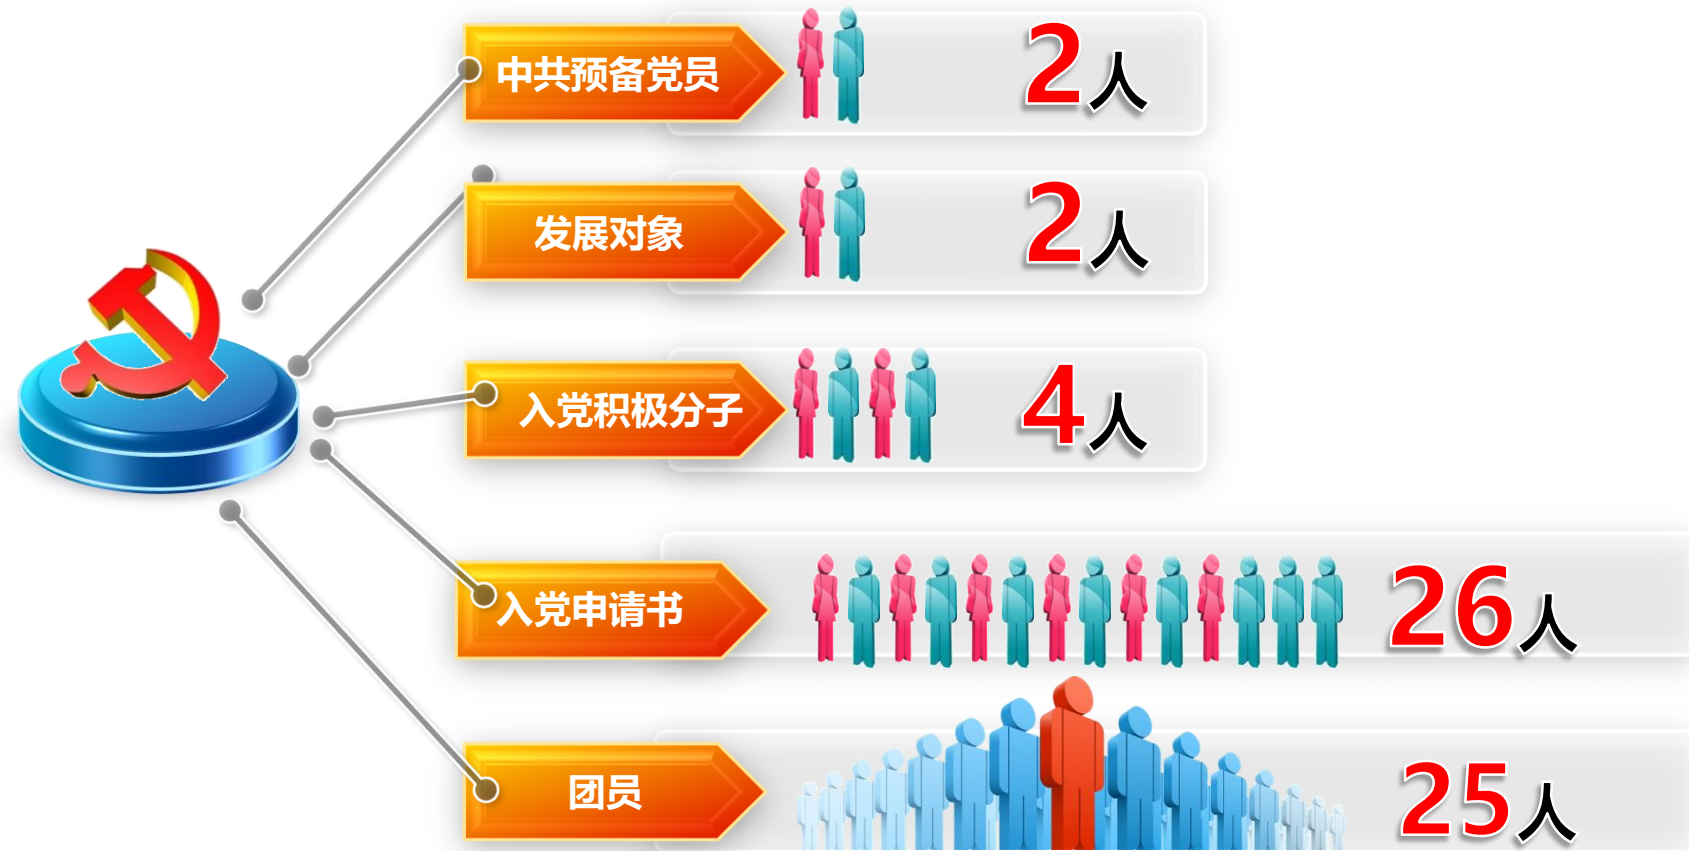 中共预备党员
2人
发展对象
2人
入党积极分子
4人
入党申请书
26人
团员
25人